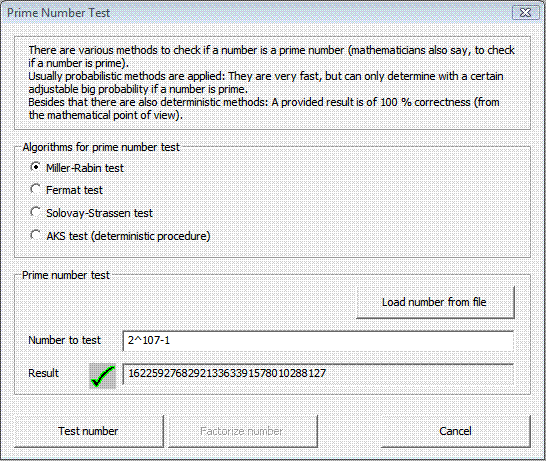 Prime Number Test
There are various methods to check if a number is a prime number (mathematicians also say, to check
if a number is prime).
Usually probabilistic methods are applied: They are very fast, but can only determine with a certain
adjustable big probability if a number is prime.
Besides that there are also deterministic methods: A provided result is of 100 % correctness (from
the mathematical point of view).
Algorithms for prime number test
Miller-Rabin test
Fermat test
Solovay-Strassen test
AKS test (deterministic procedure)
Prime number test
Load number from file
Number to test 2^107-1
Result 162259276829213363391578010288127
Test number Factorize number Cancel